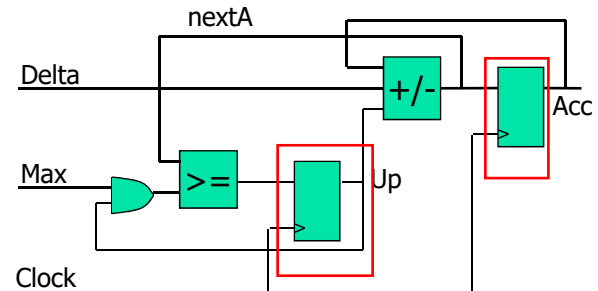 nextA
Delta
+/-
Acc
Max
>=
Up
Clock